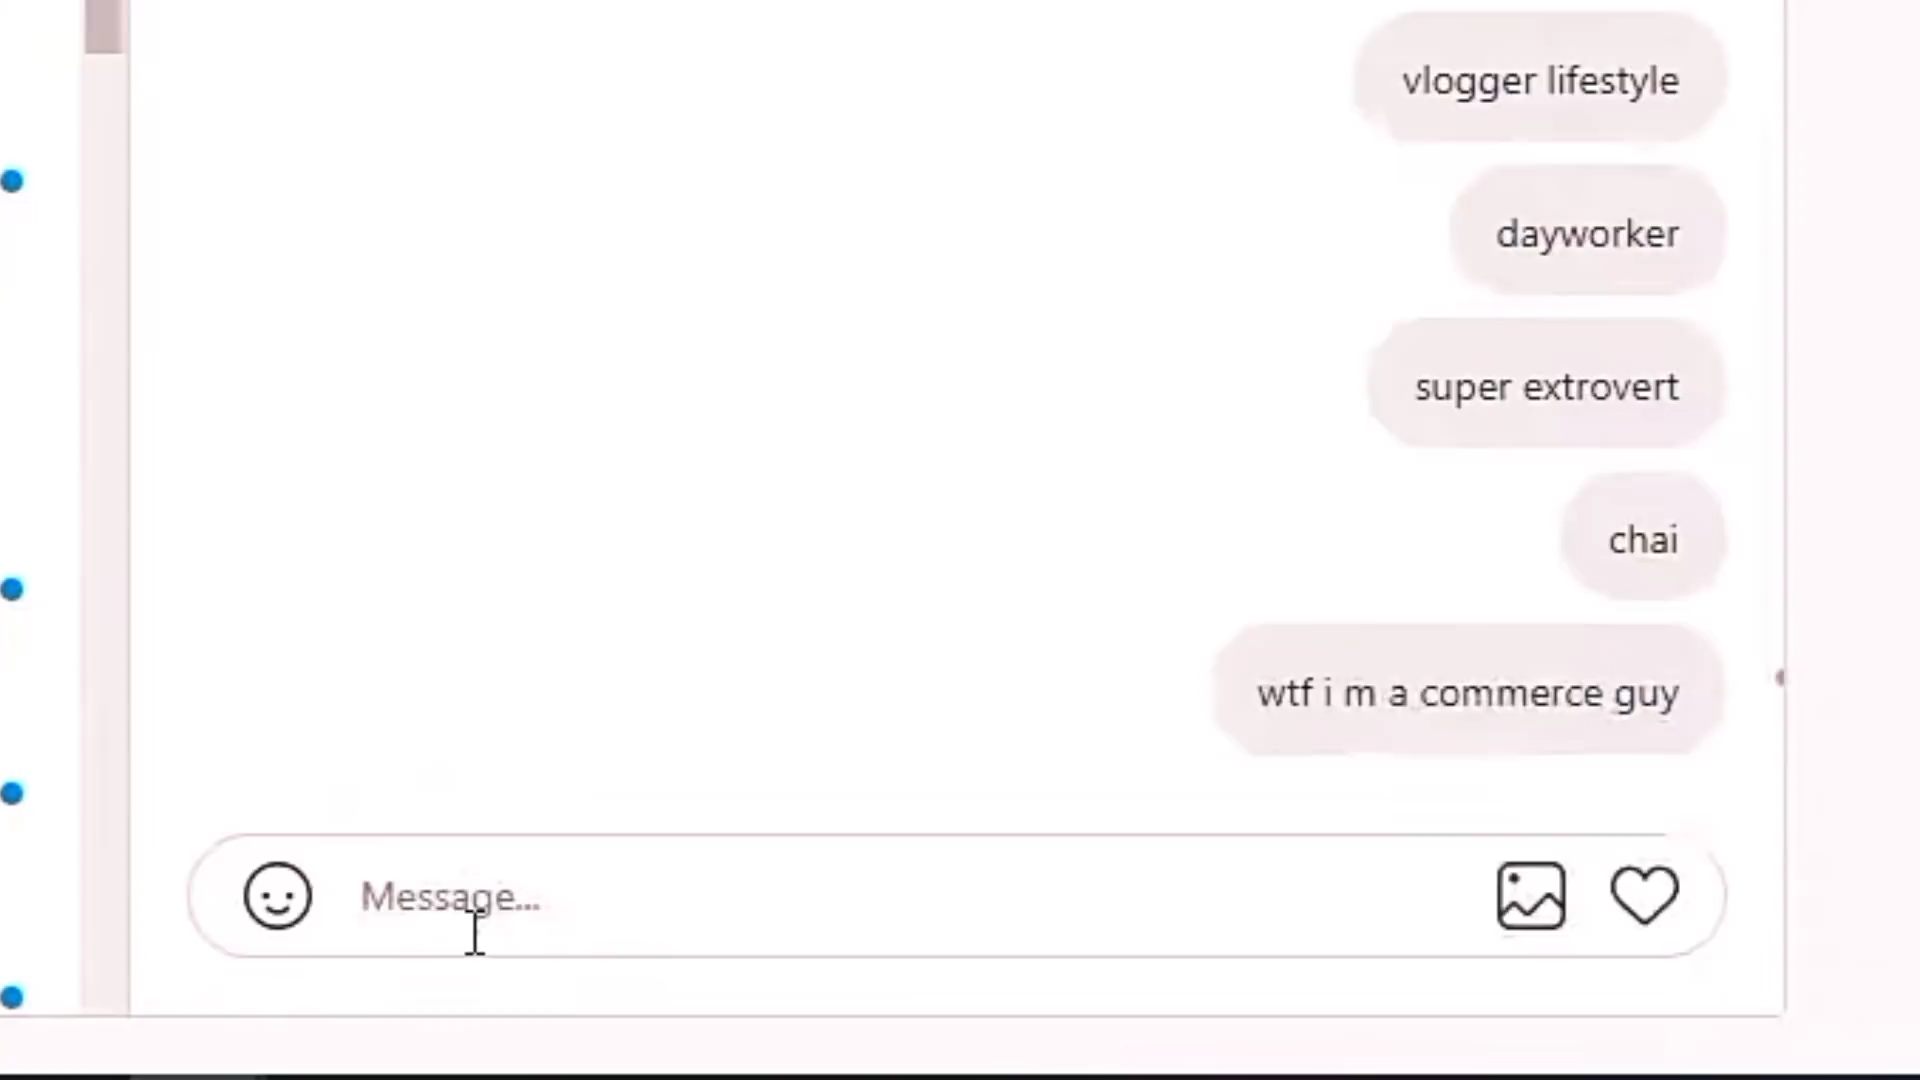 vlogger lifestyle
dayworker
super extrovert
chai
wtf i m a commerce guy
Message...